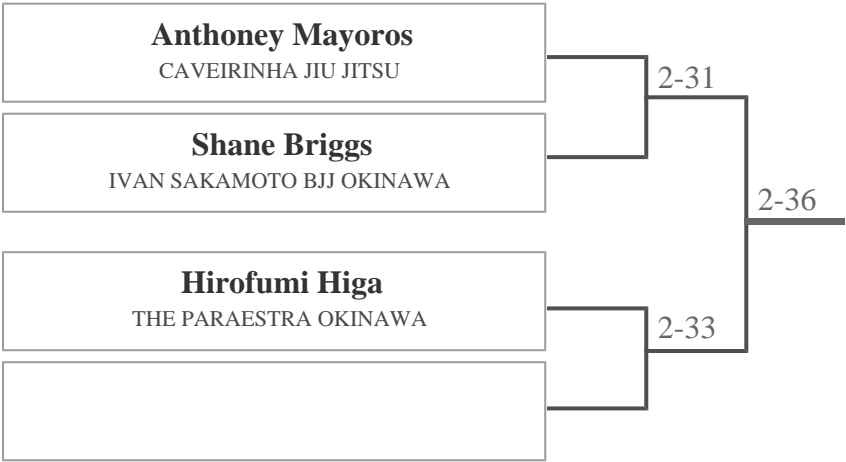 Anthoney Mayoros
CAVEIRINHA JIU JITSU
2-31
Shane Briggs
IVAN SAKAMOTO BJJ OKINAWA
2-36
Hirofumi Higa
THE PARAESTRA OKINAWA
2-33